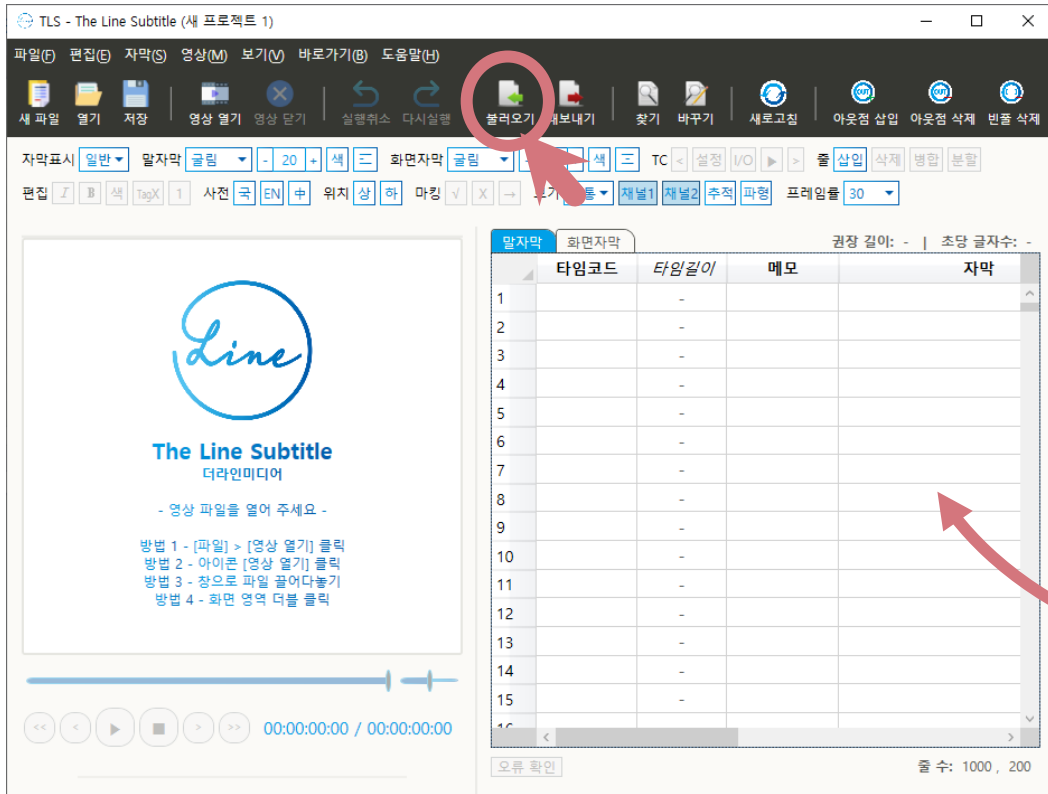 TLS - The Line Subtitle (새 프로젝트 1)
파일(F) 편집(E) 자막(S) 영상(M) 보기(V) 바로가기(B) 도움말(H)
새 파일 열기 저장 영상 열기 영상 닫기 실행취소 다시실행 불러오기 내보내기 찾기 바꾸기 새로고침 아웃점 삽입 아웃점 삭제 빈줄 삭제
자막표시 일반 말자막 굴림 - 20 + 색 화면자막 굴림 색 TC < 설정 I/O > 줄 삽입 삭제 병합 분할
편집 I B 색 TagX 1 사전 국 EN 中 위치 상 하 마킹 √ X → 채널1 채널2 추적 파형 프레임율 30
말자막 화면자막 권장 길이: - | 초당 글자수: -
타임코드 타임길이 메모 자막
1 -
2 -
3 -
4 -
5 -
6 -
7 -
8 -
9 -
10 -
11 -
12 -
13 -
14 -
15 -
Line
The Line Subtitle
더라인미디어
- 영상 파일을 열어 주세요 -
방법 1 - [파일] > [영상 열기] 클릭
방법 2 - 아이콘 [영상 열기] 클릭
방법 3 - 창으로 파일 끌어다놓기
방법 4 - 화면 영역 더블 클릭
<< < > >> 00:00:00:00 / 00:00:00:00
오류 확인 줄 수: 1000 , 200